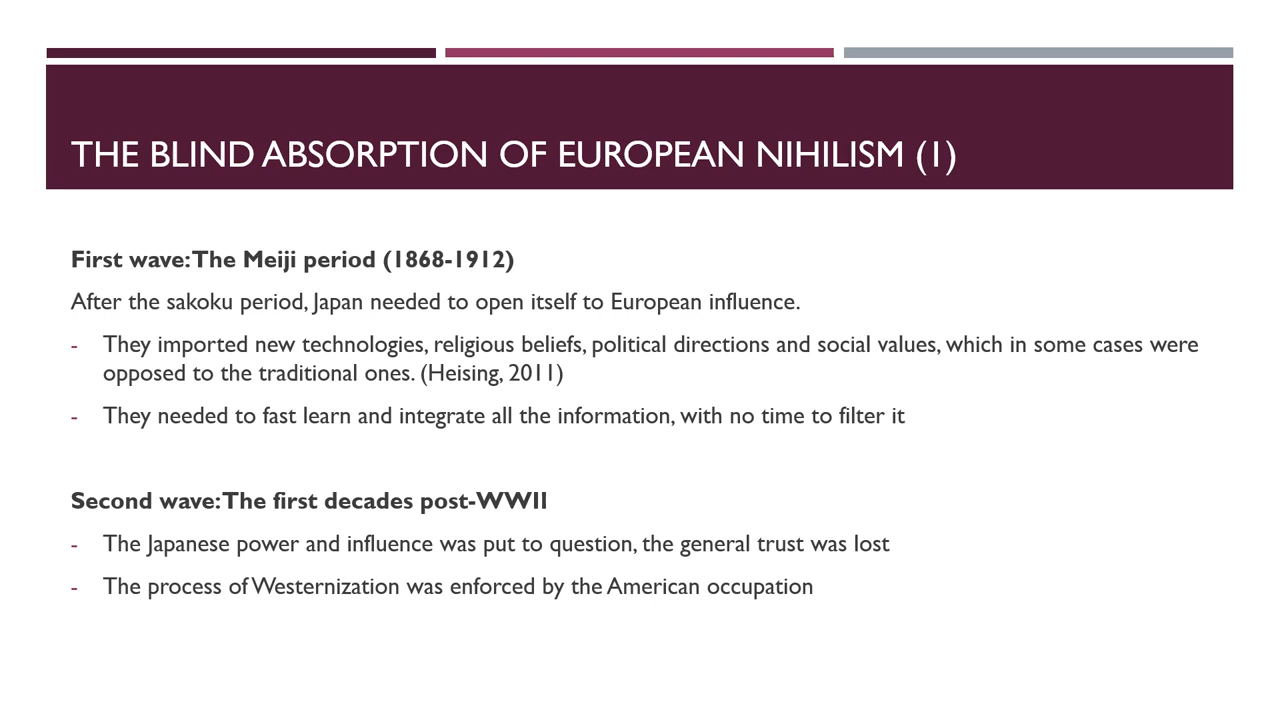 THE BLIND ABSORPTION OF EUROPEAN NIHILISM (1)
First wave: The Meiji period (1868-1912)
After the sakoku period, Japan needed to open itself to European influence.
- They imported new technologies, religious beliefs, political directions and social values, which in some cases were
opposed to the traditional ones. (Heising, 2011)
- They needed to fast learn and integrate all the information, with no time to filter it
Second wave: The first decades post-WWII
- The Japanese power and influence was put to question, the general trust was lost
- The process of Westernization was enforced by the American occupation